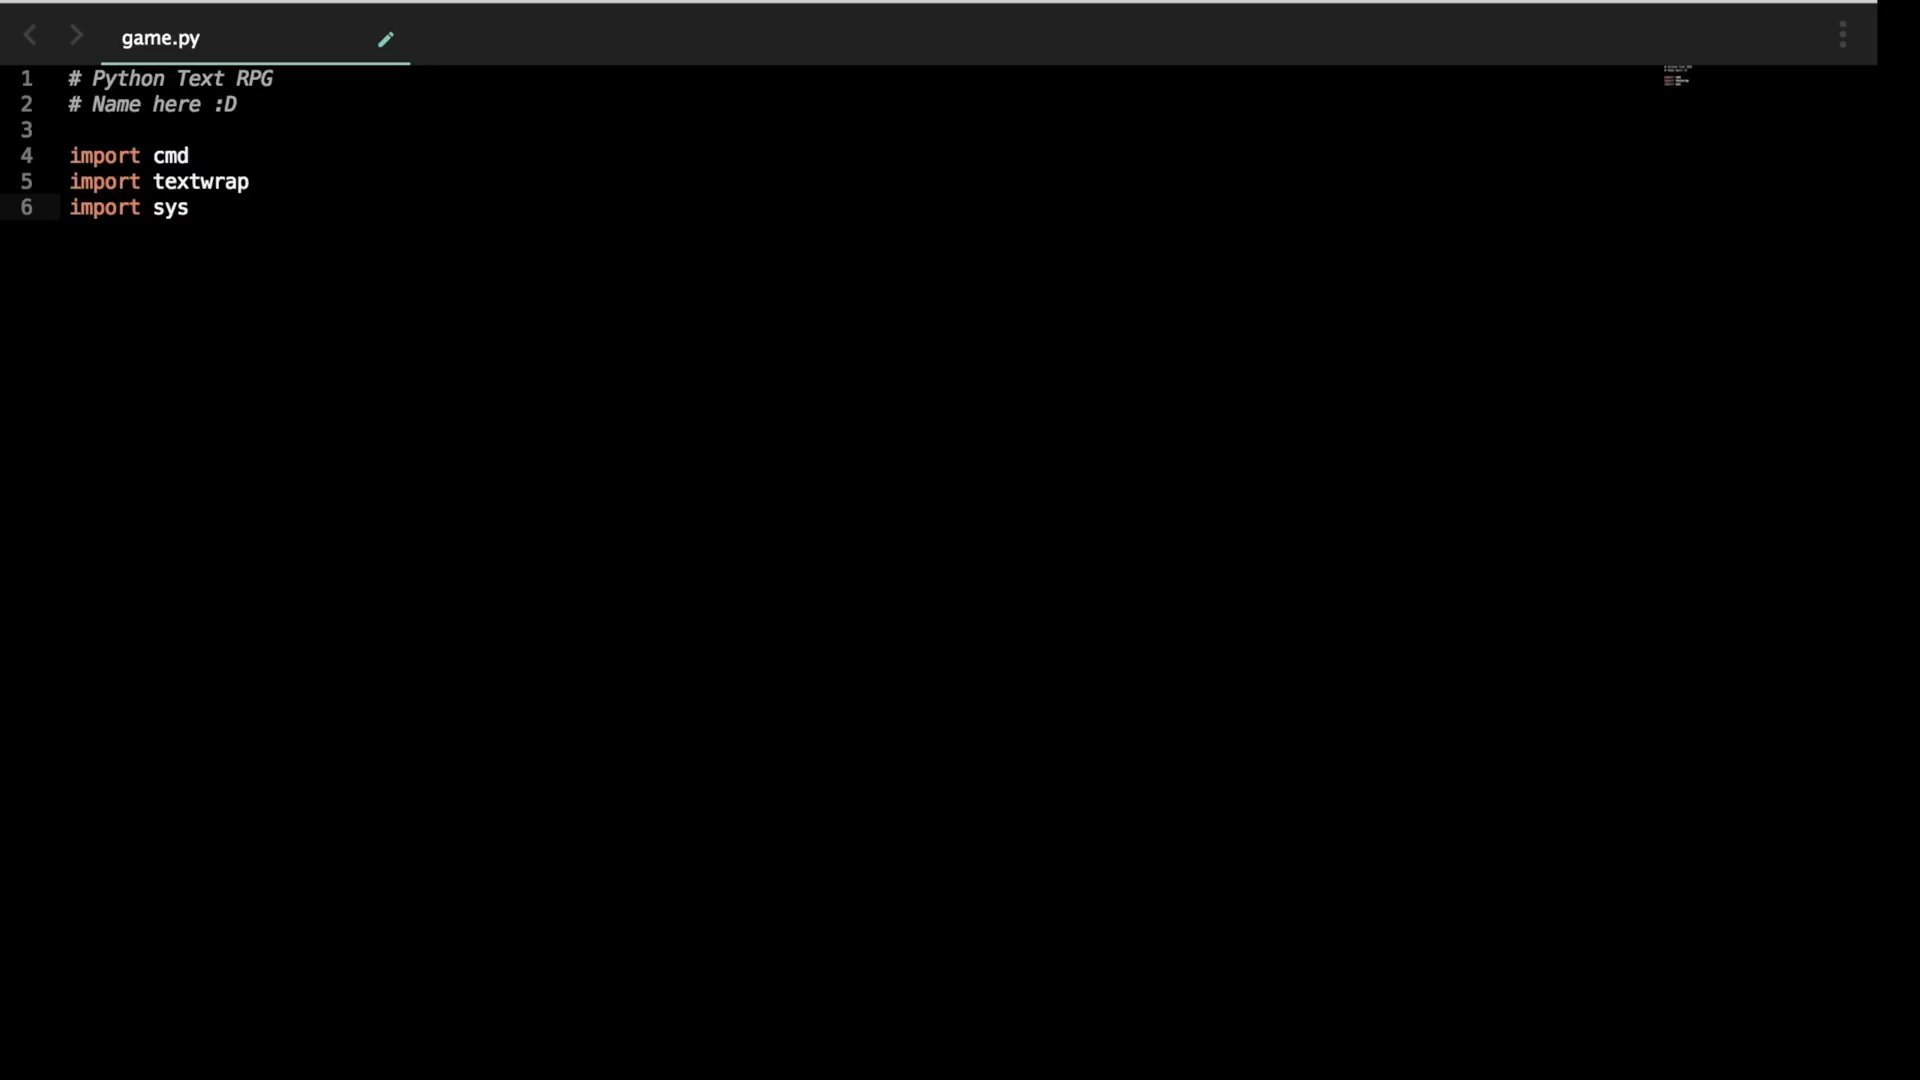 game.py
1 # Python Text RPG
2 # Name here :D
3
4 import cmd
5 import textwrap
6 import sys